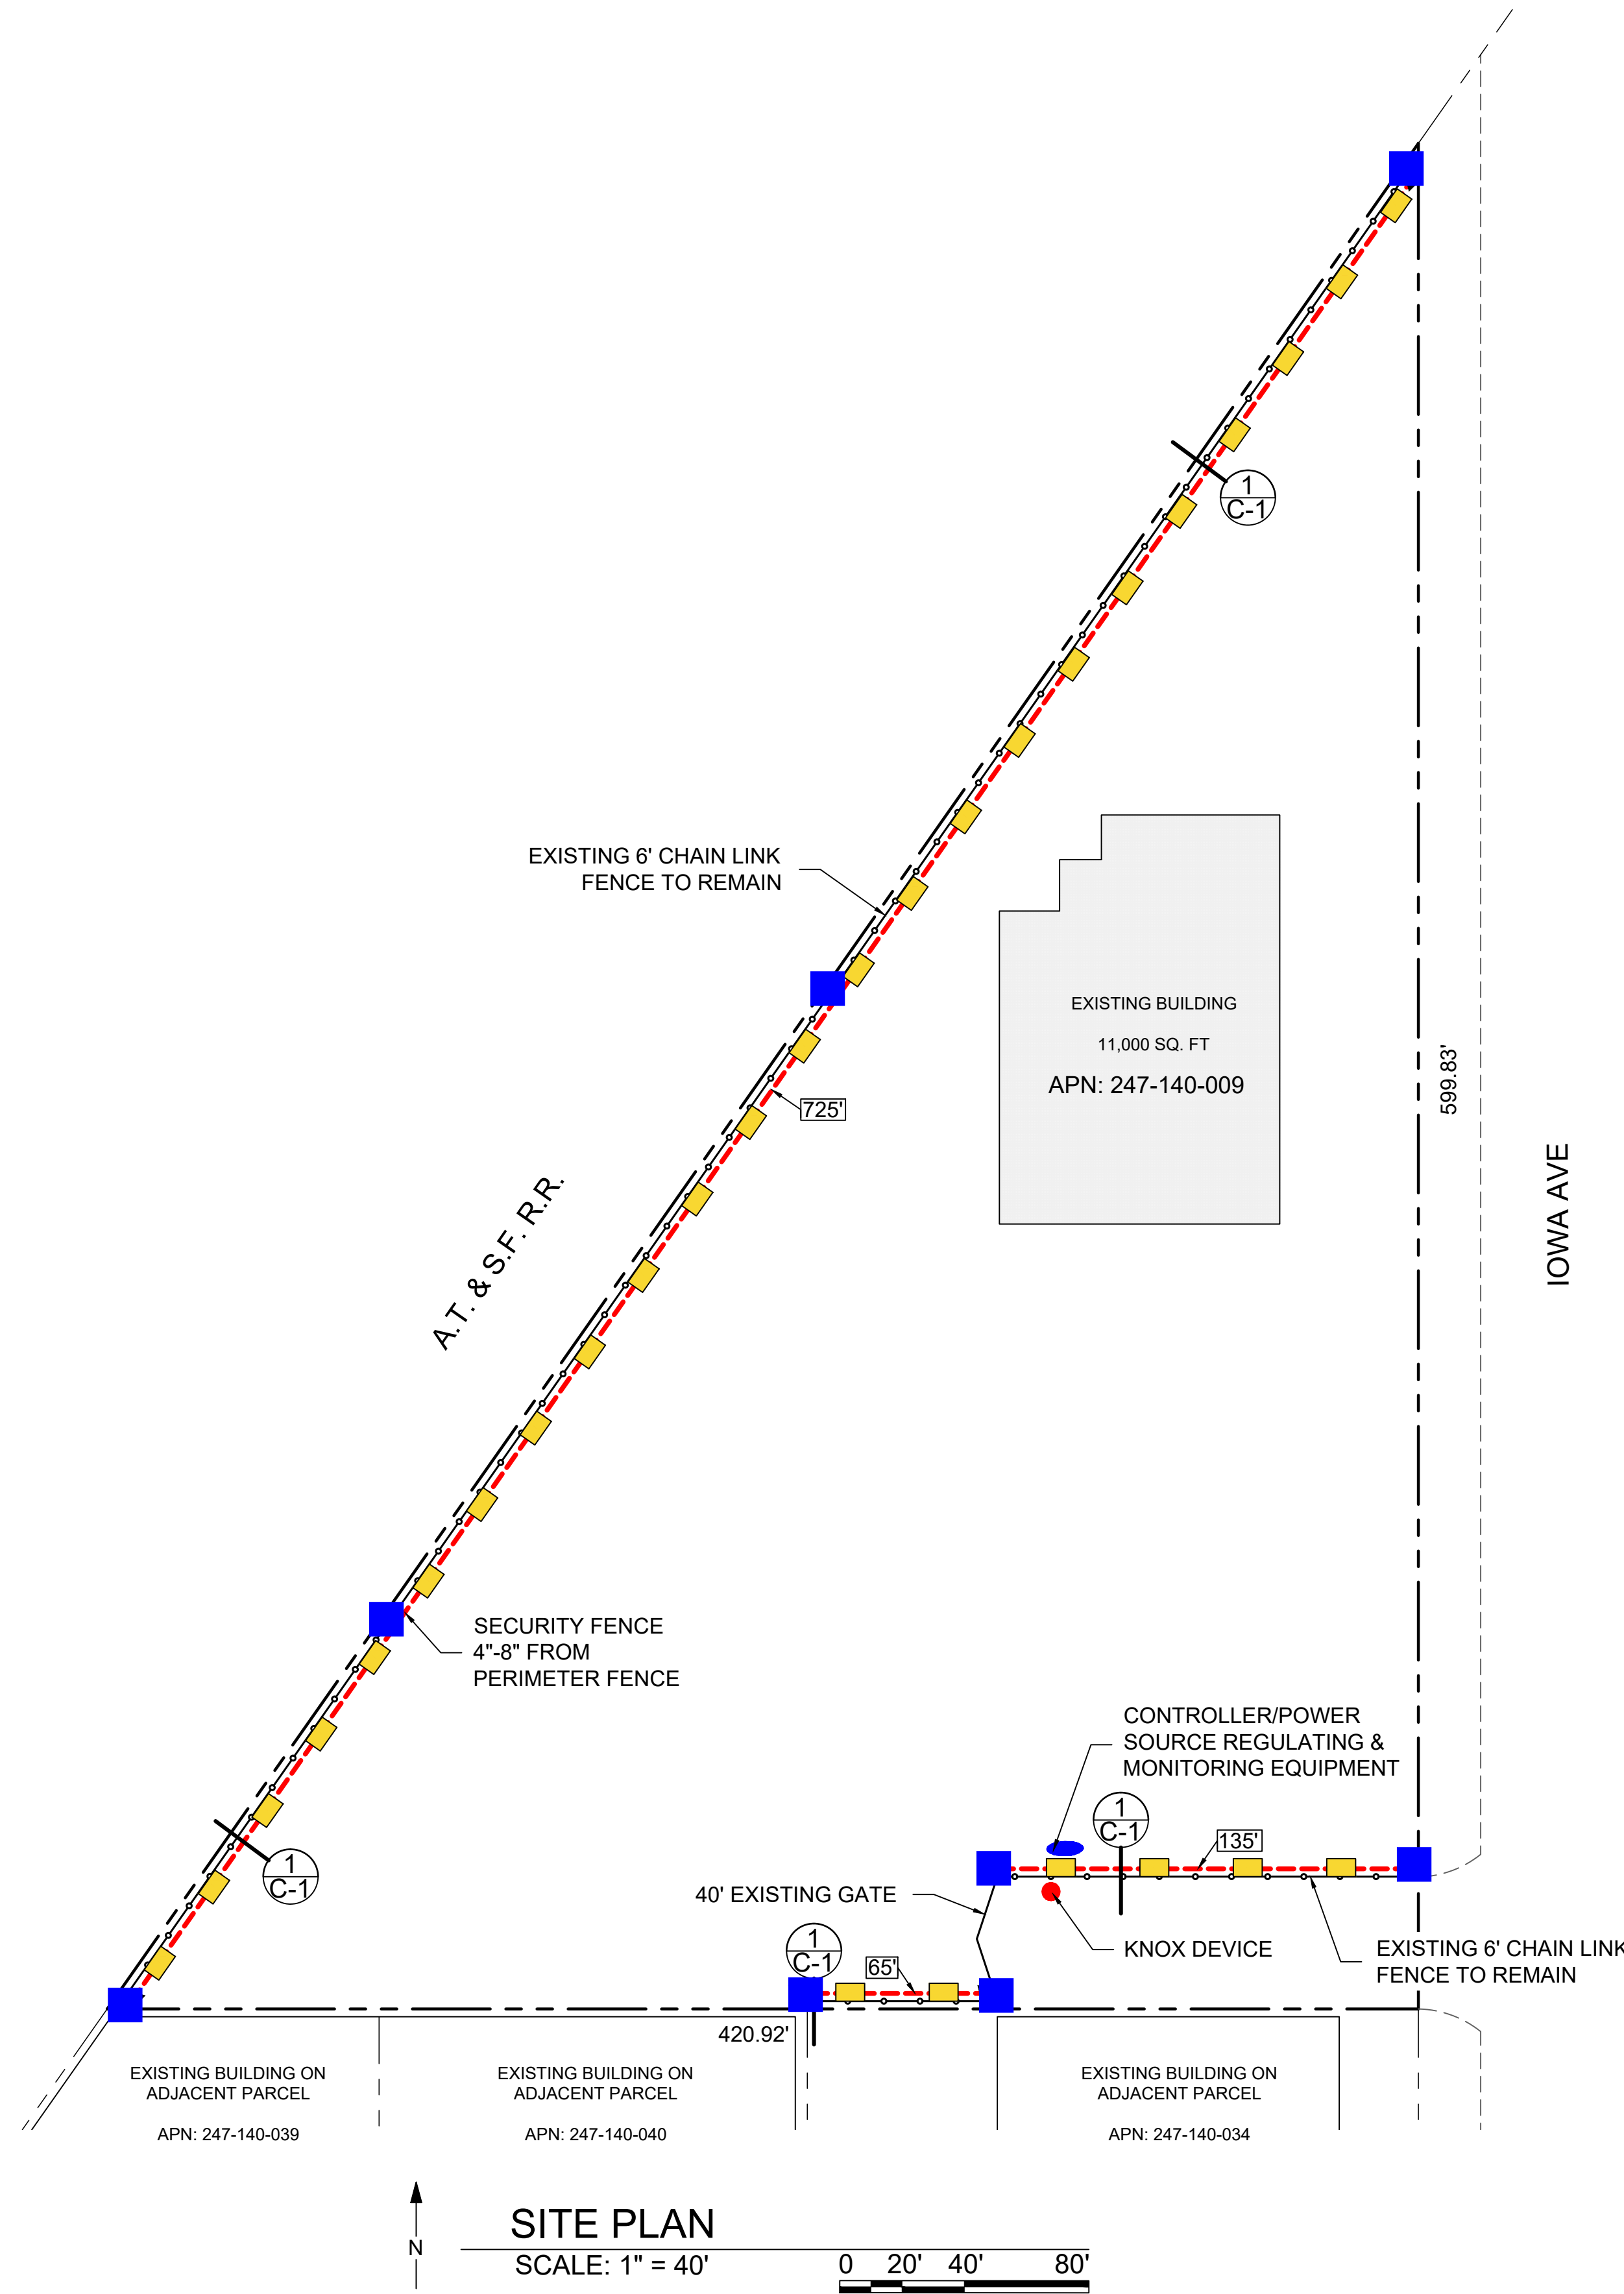 1
C-1
EXISTING 6' CHAIN LINK
FENCE TO REMAIN
EXISTING BUILDING
11,000 SQ. FT
APN: 247-140-009
599.83'
725'
IOWA AVE
A.T. & S.F. R.R.
SECURITY FENCE
4"-8" FROM
PERIMETER FENCE
CONTROLLER/POWER
SOURCE REGULATING &
MONITORING EQUIPMENT
1
C-1
135'
1
C-1
40' EXISTING GATE
KNOX DEVICE
EXISTING 6' CHAIN LINK
FENCE TO REMAIN
1
C-1
65'
420.92'
EXISTING BUILDING ON
ADJACENT PARCEL
APN: 247-140-039
EXISTING BUILDING ON
ADJACENT PARCEL
APN: 247-140-040
EXISTING BUILDING ON
ADJACENT PARCEL
APN: 247-140-034
N
SITE PLAN
SCALE: 1" = 40'
0 20' 40' 80'